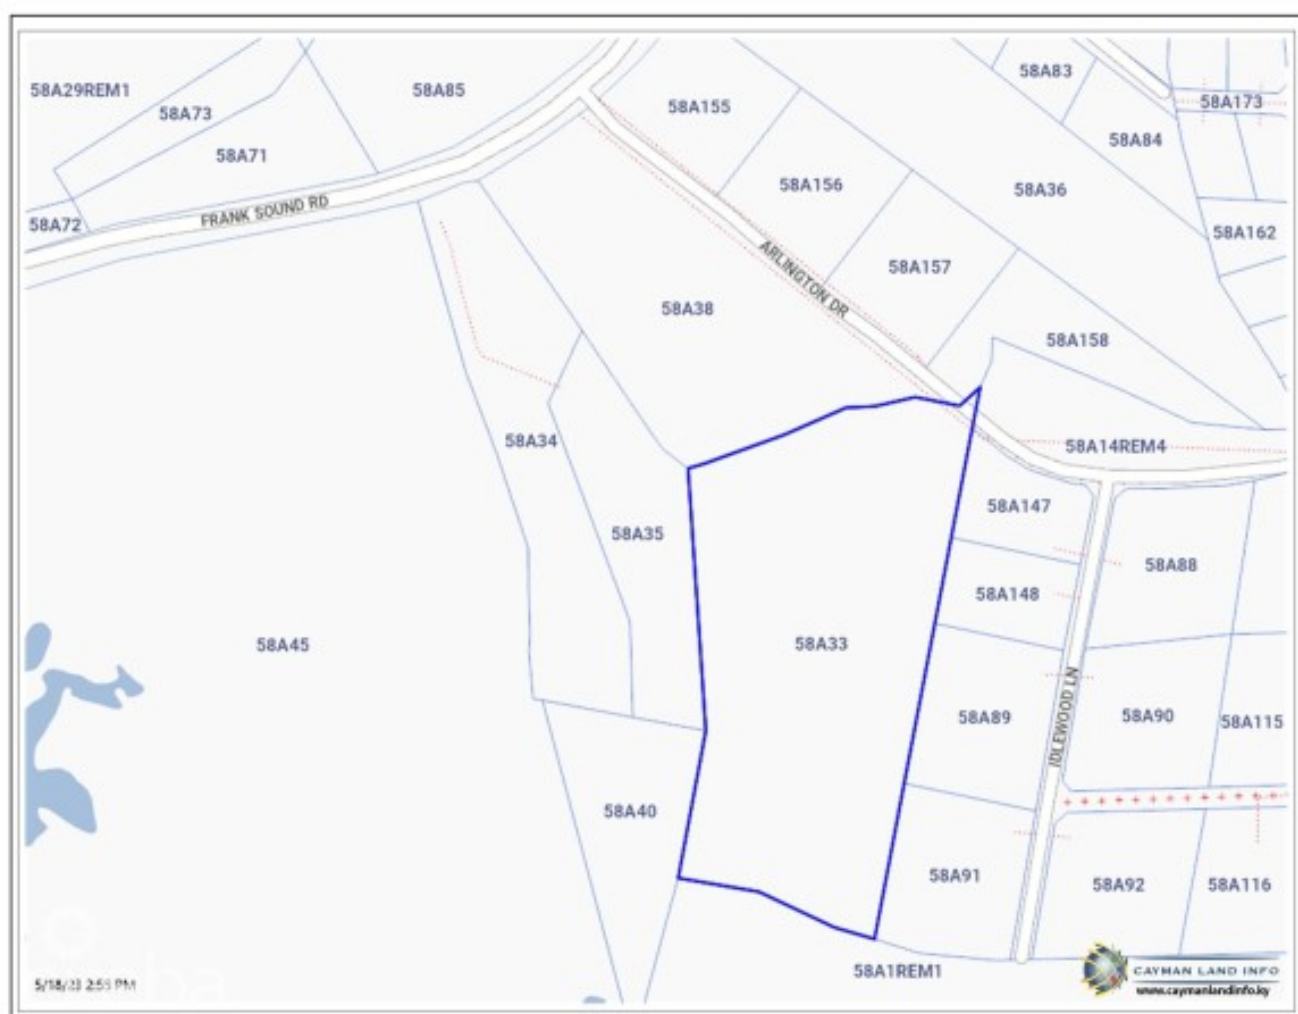 58A83
58A29REM1
58A85
58A173
58A73
58A155
58A84
58A71
58A156
58A36
FRANK SOUND RD
58A72
58A162
58A157
ARLINGTON DR
58A38
58A158
58A34
58A14REM4
58A147
58A35
58A88
58A148
58A45
58A33
58A89
58A90
58A115
IDLEWOOD LN
58A40
58A91
58A92
58A116
58A1REM1
CAYMAN LAND INFO
www.caymanlandinfo.ky